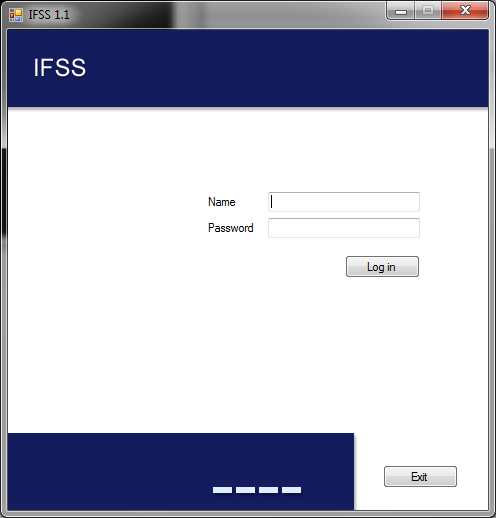 IFSS 1.1
IFSS
Name
Password
Log in
Exit